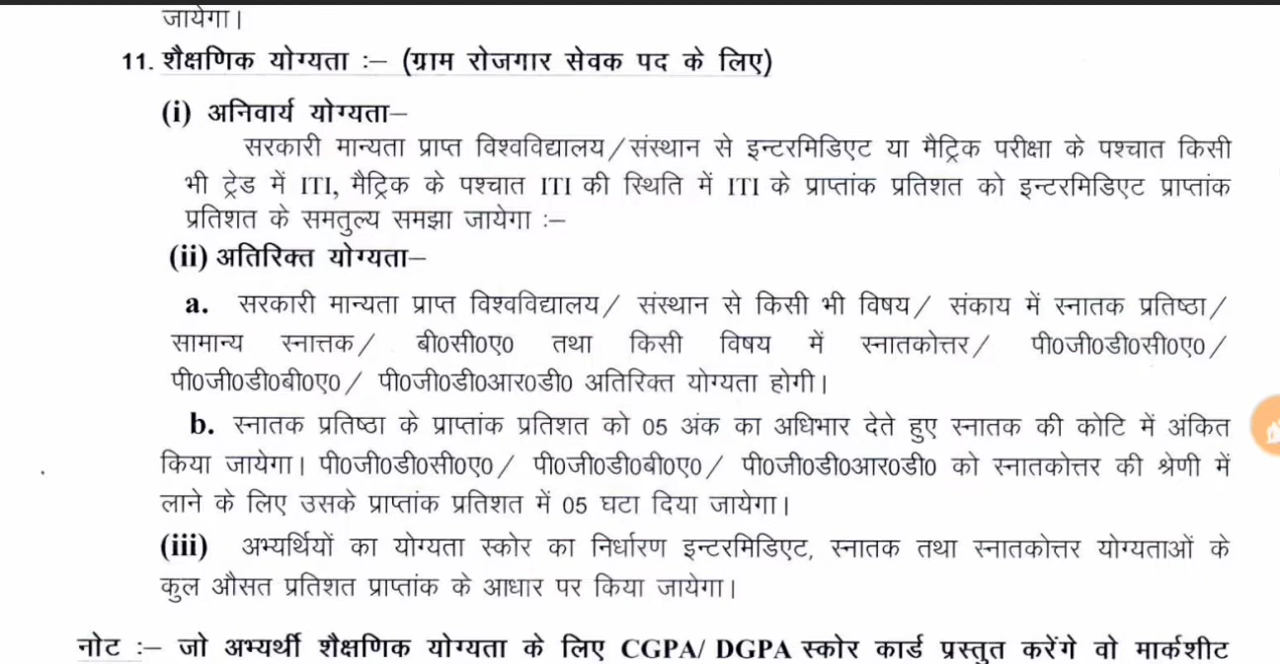 जायेगा।
11. शैक्षणिक योग्यता :– (ग्राम रोजगार सेवक पद के लिए)
(i) अनिवार्य योग्यता–
सरकारी मान्यता प्राप्त विश्वविद्यालय/संस्थान से इन्टरमिडिएट या मैट्रिक परीक्षा के पश्चात किसी
भी ट्रेड में ITI, मैट्रिक के पश्चात ITI की स्थिति में ITI के प्राप्तांक प्रतिशत को इन्टरमिडिएट प्राप्तांक
प्रतिशत के समतुल्य समझा जायेगा :–
(ii) अतिरिक्त योग्यता–
a. सरकारी मान्यता प्राप्त विश्वविद्यालय/ संस्थान से किसी भी विषय/ संकाय में स्नातक प्रतिष्ठा/
सामान्य स्नात्तक/ बी0सी0ए0 तथा किसी विषय में स्नातकोत्तर/ पी0जी0डी0सी0ए0/
पी0जी0डी0बी0ए0/ पी0जी0डी0आर0डी0 अतिरिक्त योग्यता होगी।
b. स्नातक प्रतिष्ठा के प्राप्तांक प्रतिशत को 05 अंक का अधिभार देते हुए स्नातक की कोटि में अंकित
किया जायेगा। पी0जी0डी0सी0ए0/ पी0जी0डी0बी0ए0/ पी0जी0डी0आर0डी0 को स्नातकोत्तर की श्रेणी में
लाने के लिए उसके प्राप्तांक प्रतिशत में 05 घटा दिया जायेगा।
(iii) अभ्यर्थियों का योग्यता स्कोर का निर्धारण इन्टरमिडिएट, स्नातक तथा स्नातकोत्तर योग्यताओं के
कुल औसत प्रतिशत प्राप्तांक के आधार पर किया जायेगा।
नोट :– जो अभ्यर्थी शैक्षणिक योग्यता के लिए CGPA/ DGPA स्कोर कार्ड प्रस्तुत करेंगे वो मार्कशीट